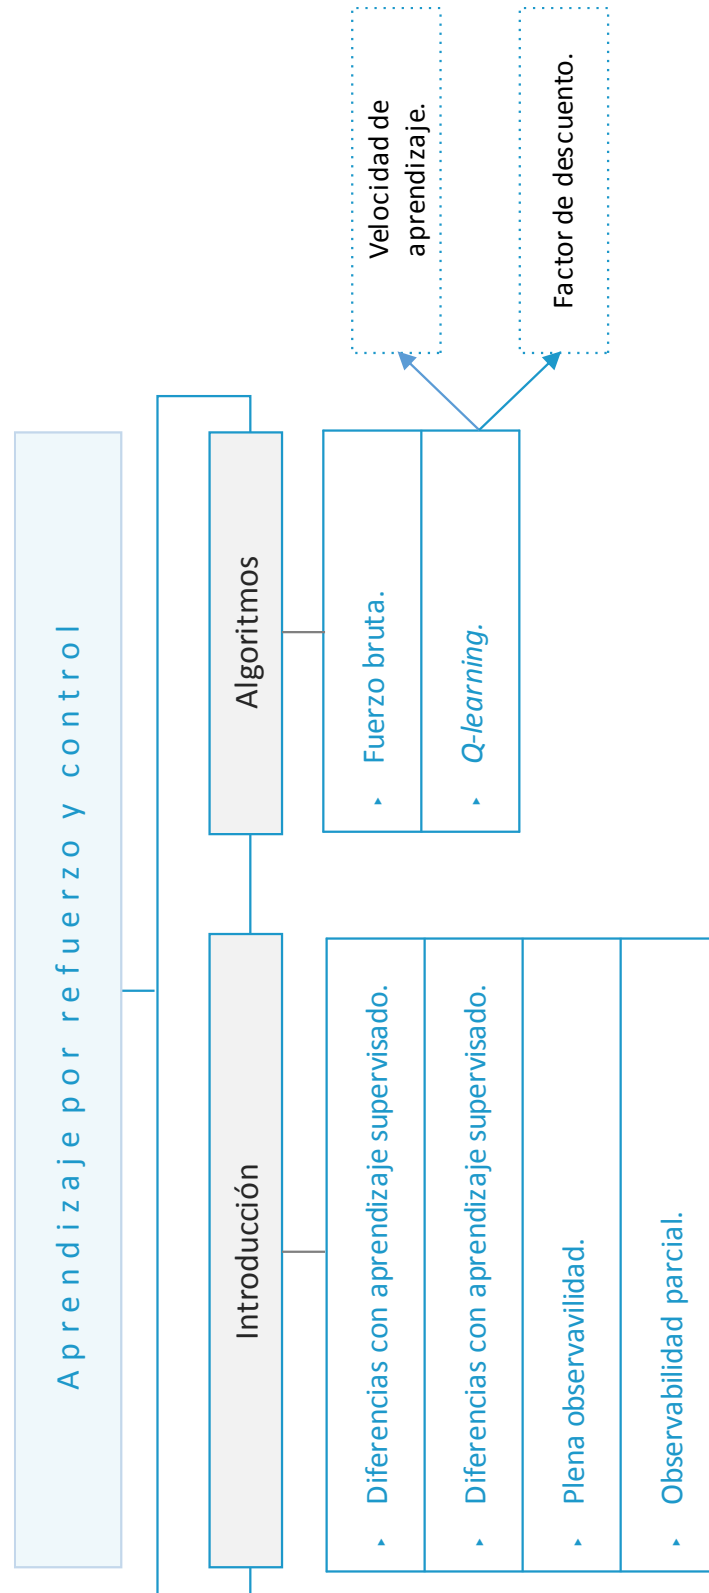 Aprendizaje por refuerzo y control
Introducción
Diferencias con aprendizaje supervisado.
Diferencias con aprendizaje supervisado.
Plena observavilidad.
Observabilidad parcial.
Algoritmos
Fuerzo bruta.
Q-learning.
Velocidad de
aprendizaje.
Factor de descuento.